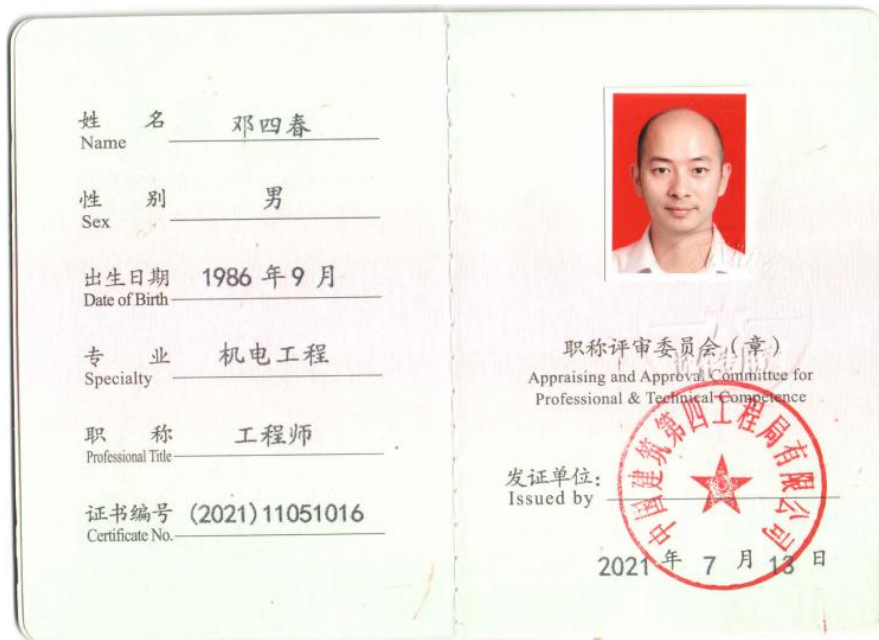 姓 名 邓四春
Name
性 别 男
Sex
出生日期 1986 年 9 月
Date of Birth
专 业 机电工程
Specialty
职 称 工程师
Professional Title
证书编号 (2021)11051016
Certificate No.
职称评审委员会(章)
Appraising and Approval Committee for
Professional & Technical Competence
中国建筑第四工程局有限公司
发证单位:
Issued by
2021 年 7 月 13 日